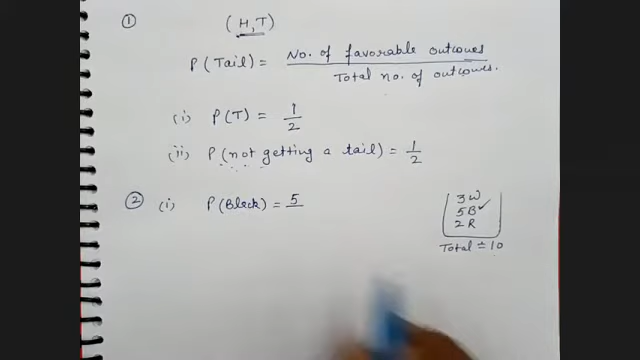 ① (H,T)
P(Tail) = No. of favorable outcomes / Total no. of outcomes.
(i) P(T) = 1/2
(ii) P(not getting a tail) = 1/2
② (i) P(Black) = 5
3W
5B ✓
2R
Total = 10